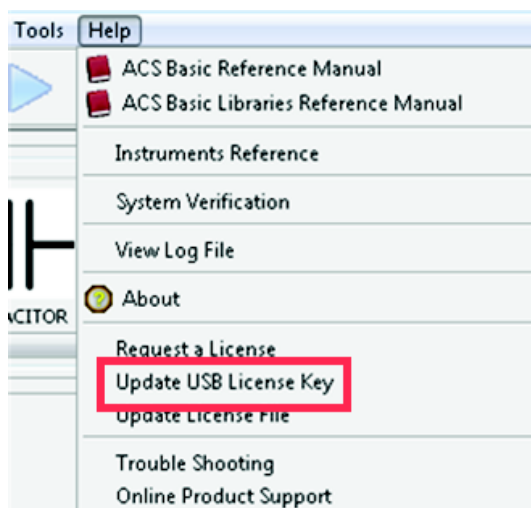 Tools Help
ACS Basic Reference Manual
ACS Basic Libraries Reference Manual
Instruments Reference
System Verification
View Log File
About
ACITOR
Request a License
Update USB License Key
Update License File
Trouble Shooting
Online Product Support